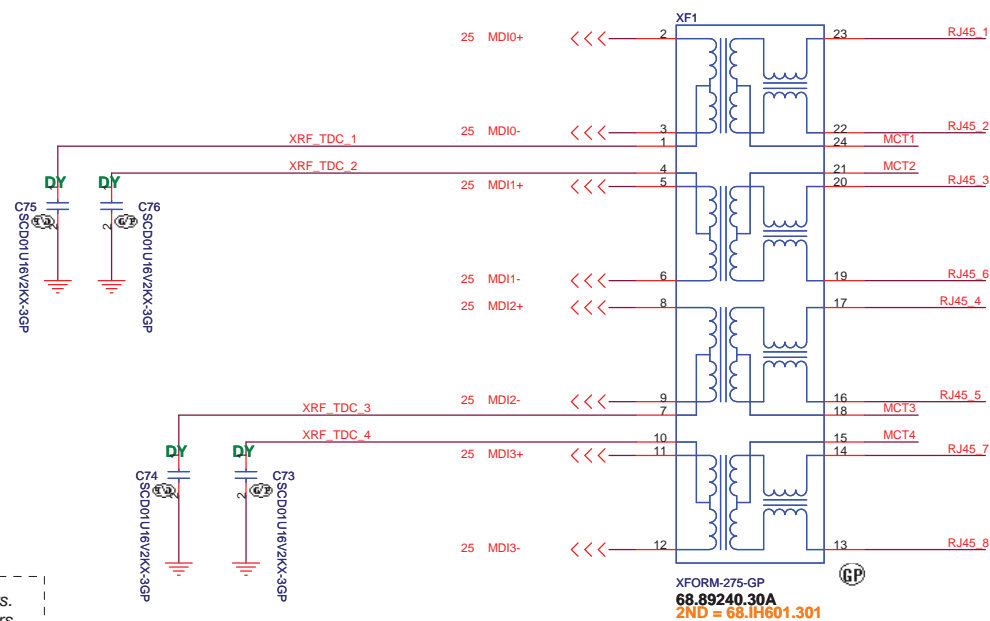 XF1
25 MDI0+ 2 23 RJ45_1
25 MDI0- 3 22 RJ45_2
XRF_TDC_1 1 24 MCT1
XRF_TDC_2 4 21 MCT2
25 MDI1+ 5 20 RJ45_3
DY DY
C75 C76
2 2
SCD01U16V2KX-3GP SCD01U16V2KX-3GP
25 MDI1- 6 19 RJ45_6
25 MDI2+ 8 17 RJ45_4
25 MDI2- 9 16 RJ45_5
XRF_TDC_3 7 18 MCT3
XRF_TDC_4 10 15 MCT4
25 MDI3+ 11 14 RJ45_7
DY DY
C74 C73
2 2
SCD01U16V2KX-3GP SCD01U16V2KX-3GP
25 MDI3- 12 13 RJ45_8
GP
XFORM-275-GP
68.89240.30A
2ND = 68.IH601.301